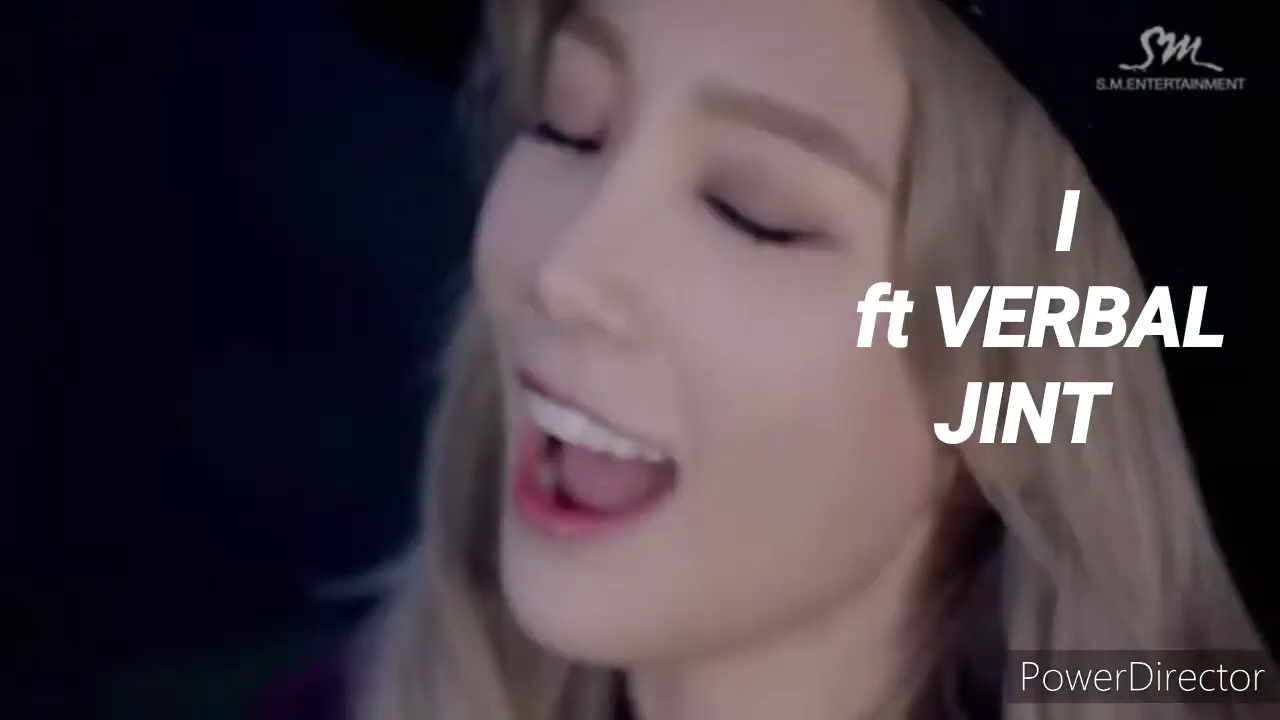 SM
S.M.ENTERTAINMENT
I
ft VERBAL
JINT
PowerDirector